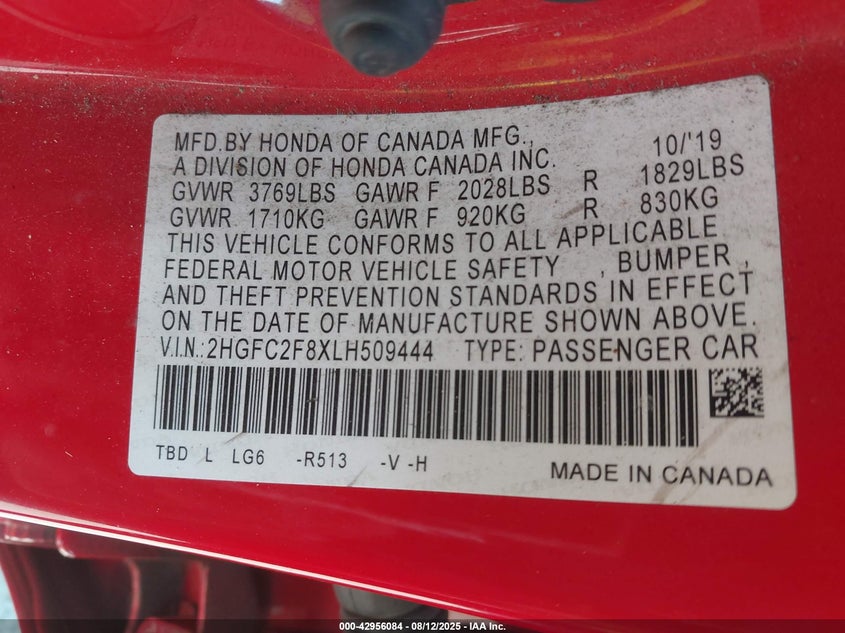 MFD.BY HONDA OF CANADA MFG., 10/'19
A DIVISION OF HONDA CANADA INC.
GVWR 3769LBS GAWR F 2028LBS R 1829LBS
GVWR 1710KG GAWR F 920KG R 830KG
THIS VEHICLE CONFORMS TO ALL APPLICABLE
FEDERAL MOTOR VEHICLE SAFETY , BUMPER ,
AND THEFT PREVENTION STANDARDS IN EFFECT
ON THE DATE OF MANUFACTURE SHOWN ABOVE.
V.I.N.:2HGFC2F8XLH509444 TYPE: PASSENGER CAR
TBD L LG6 -R513 -V -H
MADE IN CANADA
000-42956084 - 08/12/2025 - IAA Inc.